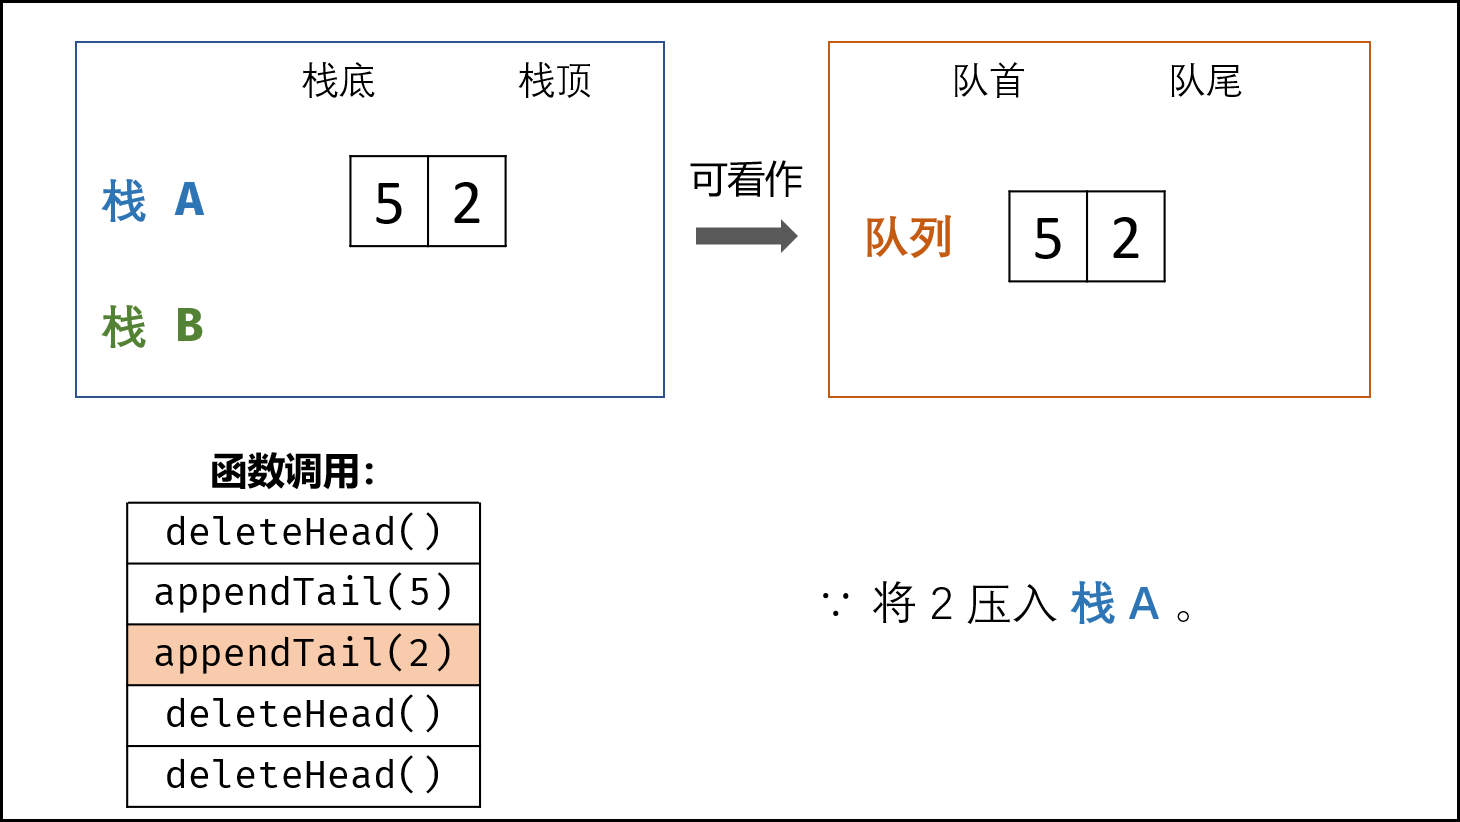 栈底 栈顶
栈 A 5 2
栈 B
可看作
队首 队尾
队列 5 2
函数调用：
deleteHead()
appendTail(5)
appendTail(2)
deleteHead()
deleteHead()
∵ 将 2 压入 栈 A 。